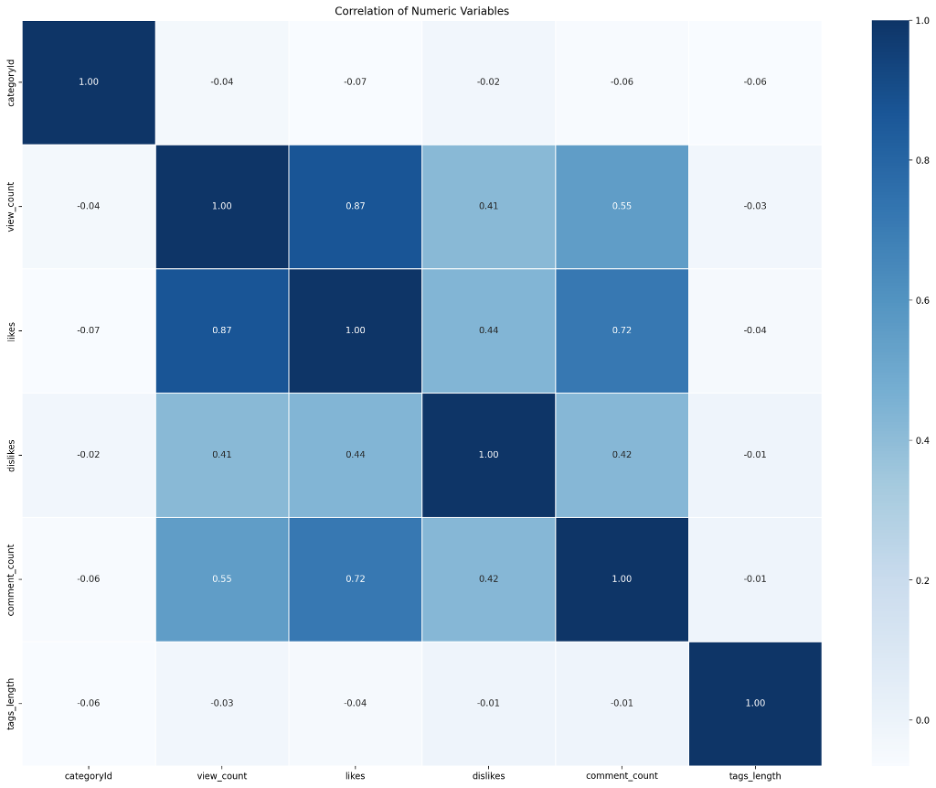 Correlation of Numeric Variables
categoryId 1.00 -0.04 -0.07 -0.02 -0.06 -0.06
view_count -0.04 1.00 0.87 0.41 0.55 -0.03
likes -0.07 0.87 1.00 0.44 0.72 -0.04
dislikes -0.02 0.41 0.44 1.00 0.42 -0.01
comment_count -0.06 0.55 0.72 0.42 1.00 -0.01
tags_length -0.06 -0.03 -0.04 -0.01 -0.01 1.00
categoryId view_count likes dislikes comment_count tags_length
1.0
0.8
0.6
0.4
0.2
0.0